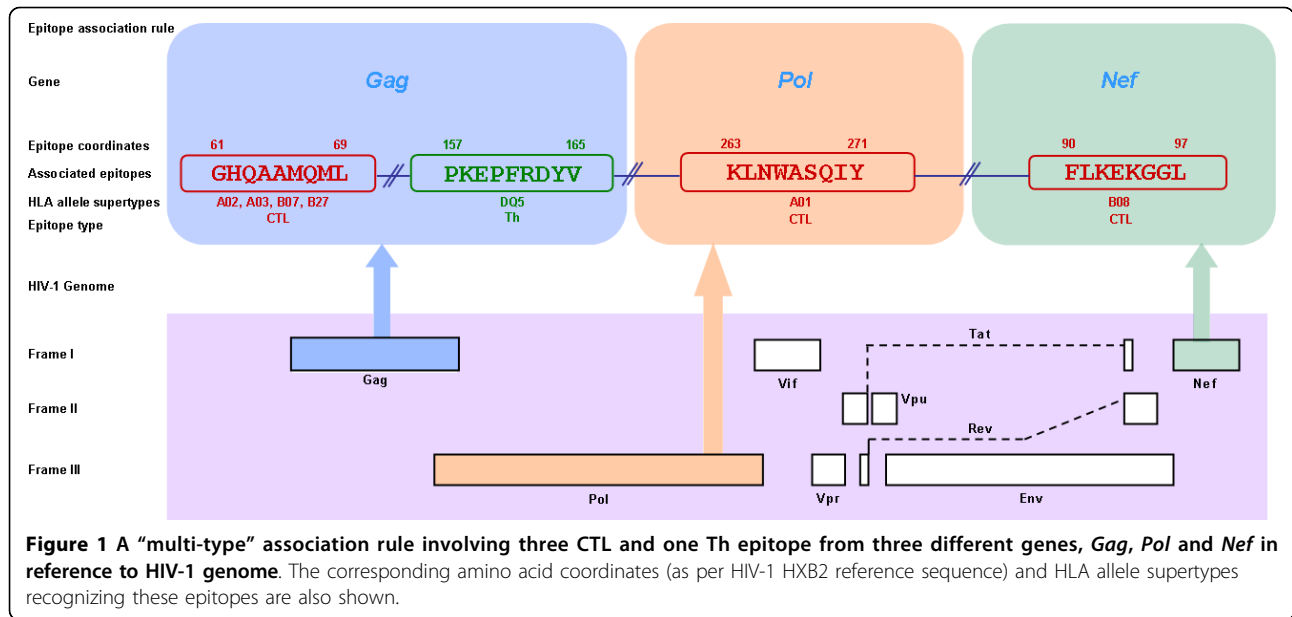 Epitope association rule
Gene
Gag Pol Nef
Epitope coordinates
61 69 157 165 263 271 90 97
Associated epitopes
GHQAAMQML PKEPFRDYV KLNWASQIY FLKEKGGL
HLA allele supertypes
A02, A03, B07, B27 DQ5 A01 B08
Epitope type
CTL Th CTL CTL
HIV-1 Genome
Frame I
Gag Vif Tat Nef
Frame II
Vpu
Rev
Frame III
Pol Vpr Env
Figure 1 A “multi-type” association rule involving three CTL and one Th epitope from three different genes, Gag, Pol and Nef in
reference to HIV-1 genome. The corresponding amino acid coordinates (as per HIV-1 HXB2 reference sequence) and HLA allele supertypes
recognizing these epitopes are also shown.